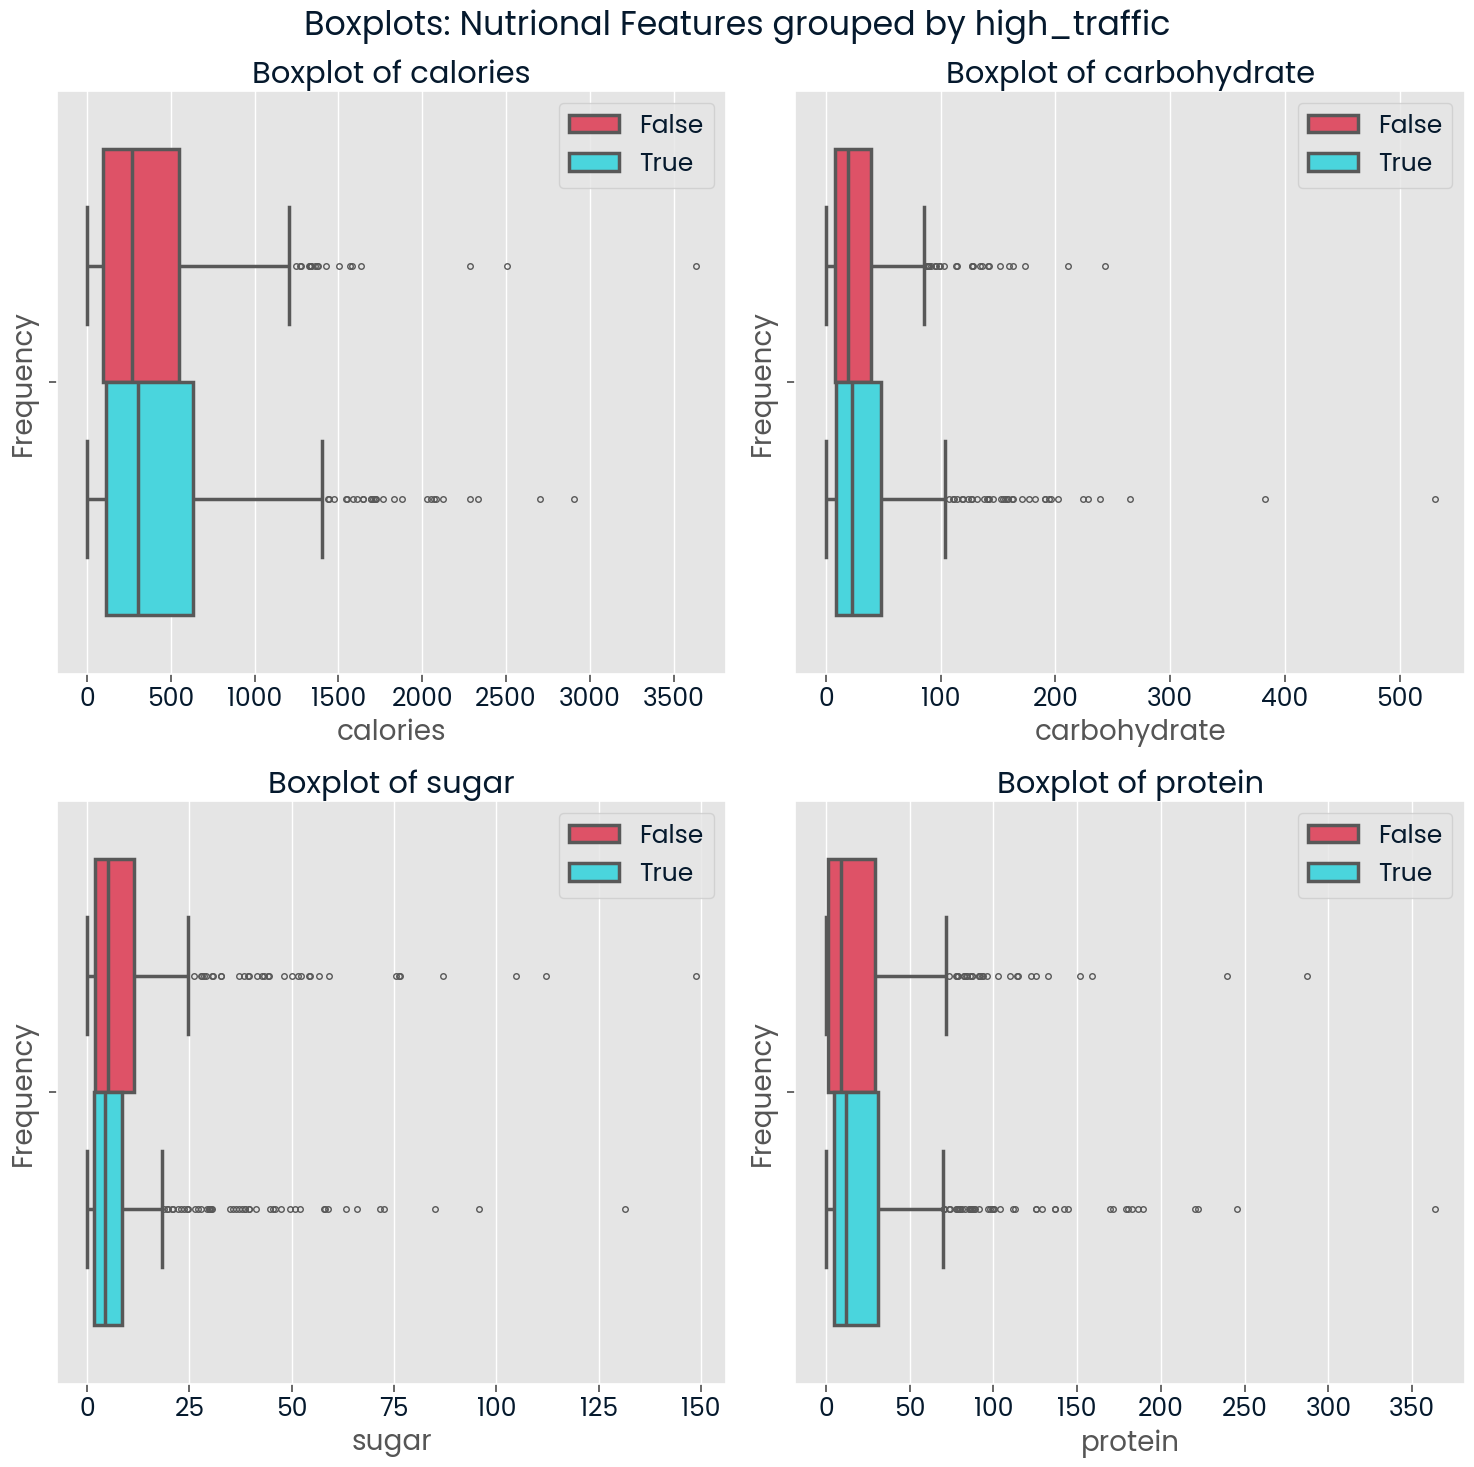 Boxplots: Nutrional Features grouped by high_traffic
Boxplot of calories
False
True
Frequency
0 500 1000 1500 2000 2500 3000 3500
calories
Boxplot of carbohydrate
False
True
Frequency
0 100 200 300 400 500
carbohydrate
Boxplot of sugar
False
True
Frequency
0 25 50 75 100 125 150
sugar
Boxplot of protein
False
True
Frequency
0 50 100 150 200 250 300 350
protein